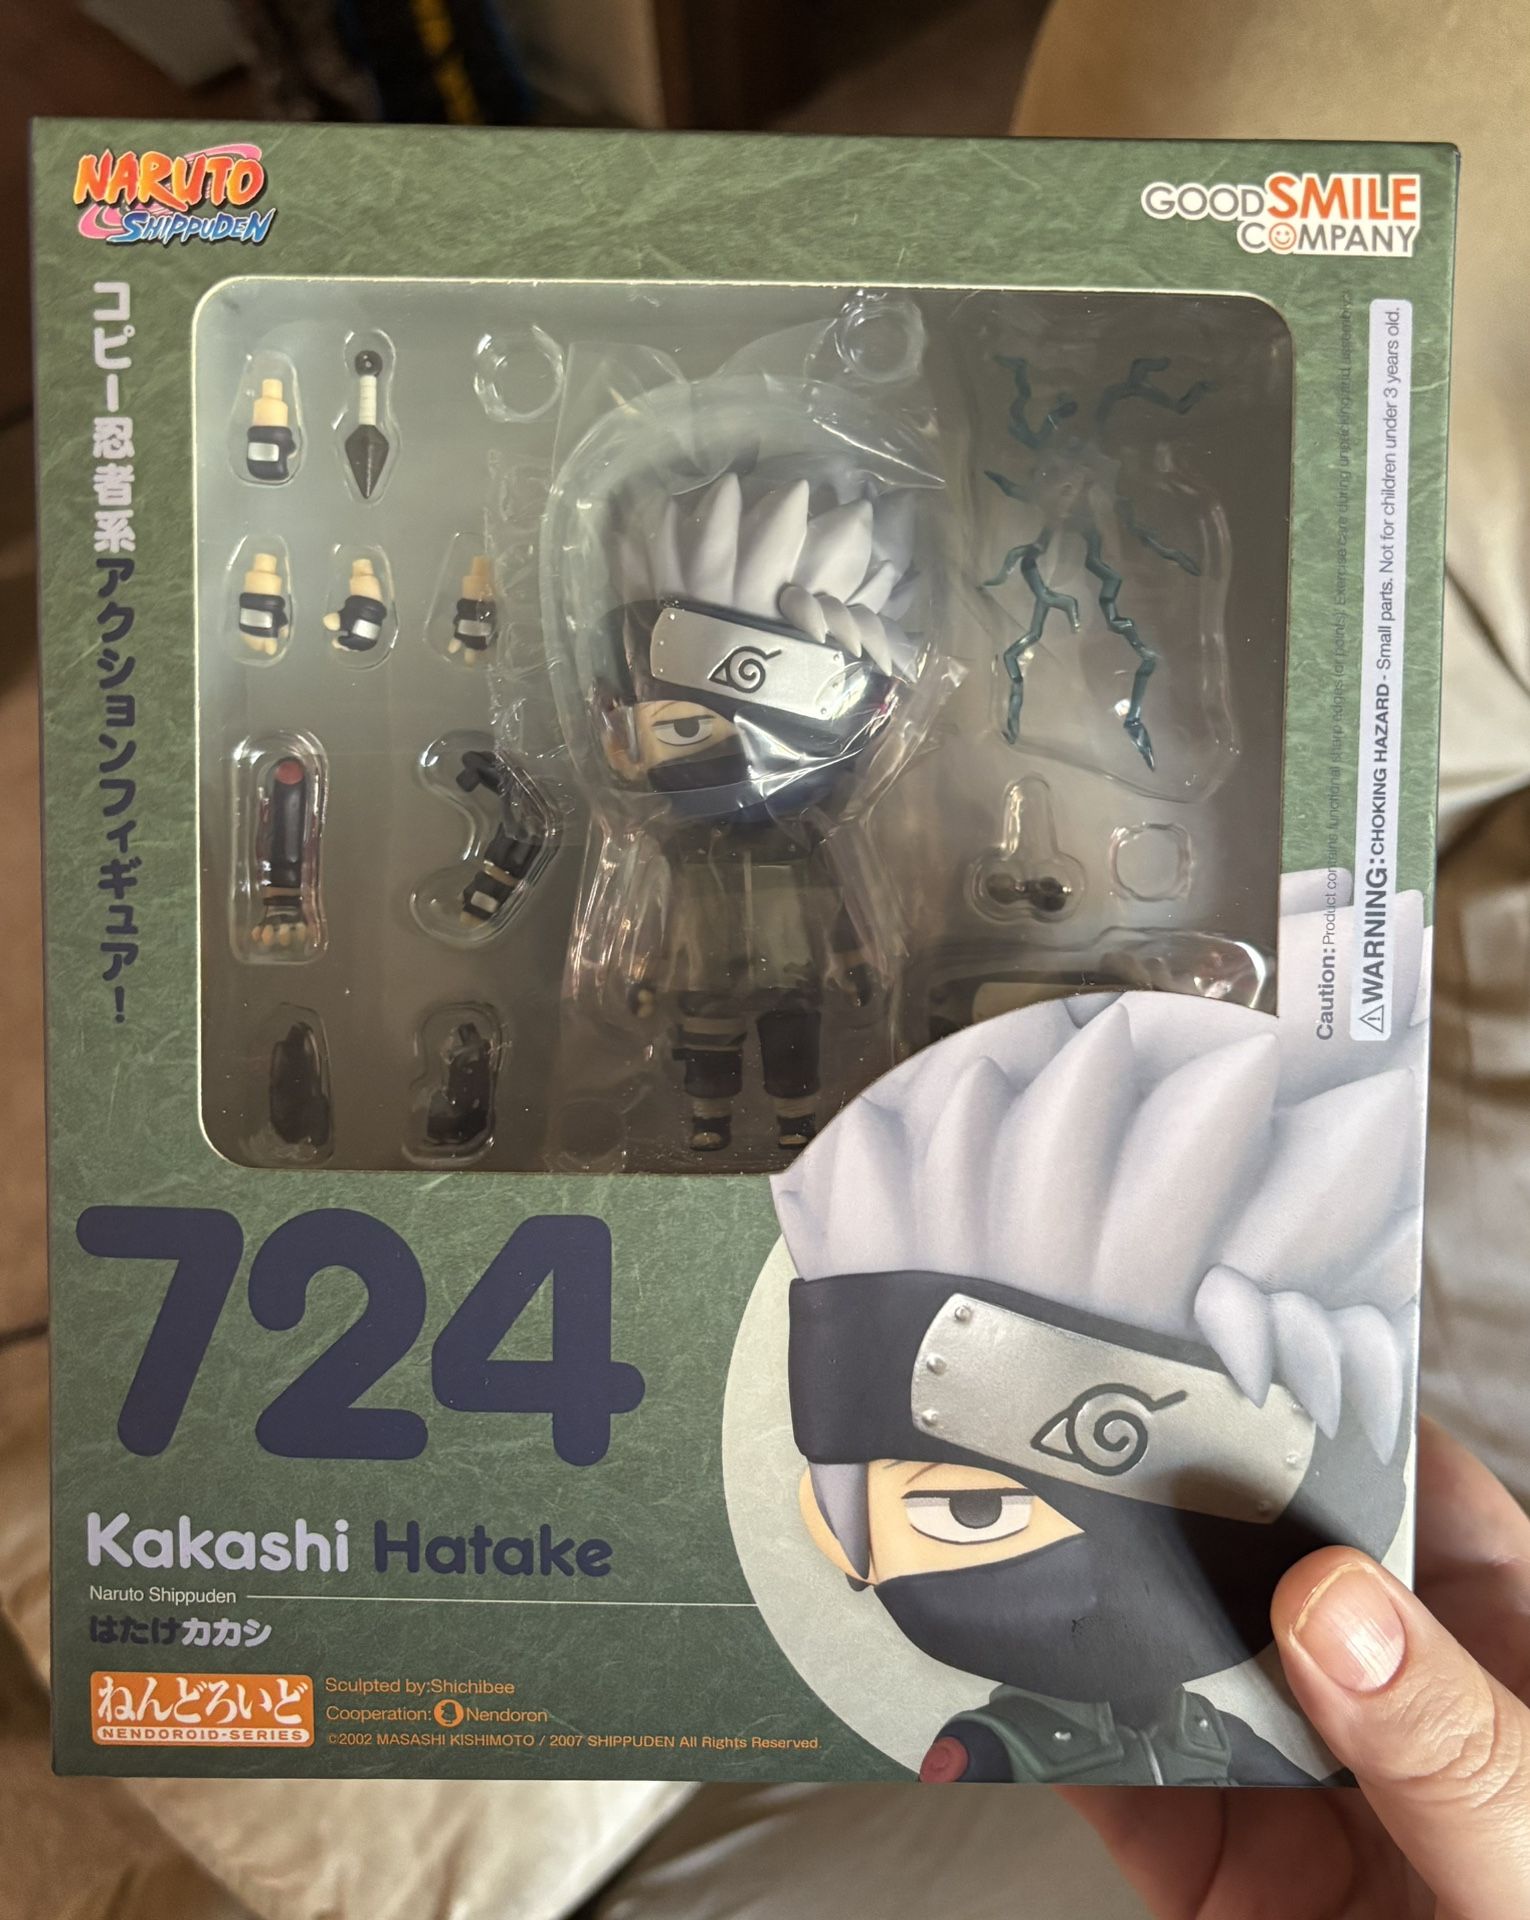 NARUTO
SHIPPUDEN
GOOD SMILE
COMPANY
コピー忍者系アクションフィギュア!
Caution: Product contains functional sharp edges (or points). Exercise care during unpacking and assembly.
⚠WARNING: CHOKING HAZARD - Small parts. Not for children under 3 years old.
724
Kakashi Hatake
Naruto Shippuden
はたけカカシ
ねんどろいど
NENDOROID-SERIES
Sculpted by:Shichibee
Cooperation: Nendoron
©2002 MASASHI KISHIMOTO / 2007 SHIPPUDEN All Rights Reserved.